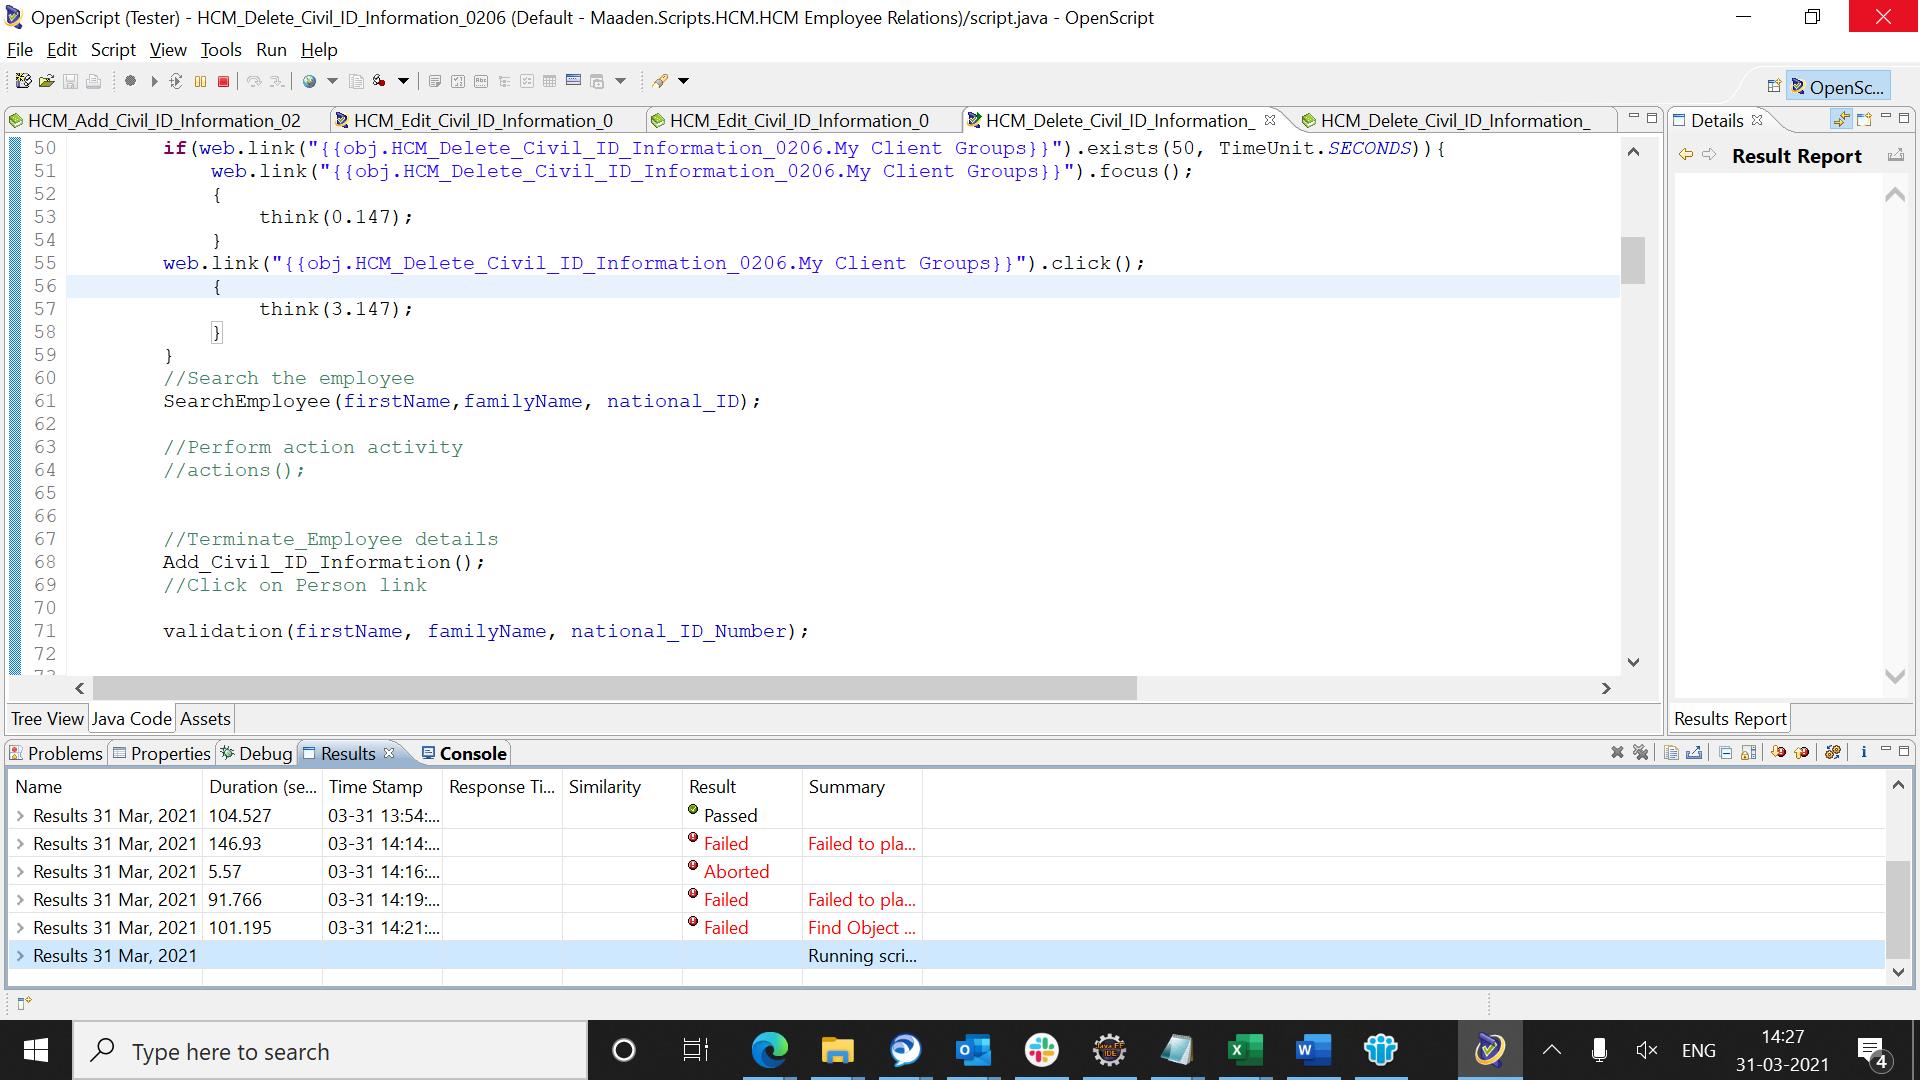 OpenScript (Tester) - HCM_Delete_Civil_ID_Information_0206 (Default - Maaden.Scripts.HCM.HCM Employee Relations)/script.java - OpenScript
File Edit Script View Tools Run Help
OpenSc...
HCM_Add_Civil_ID_Information_02 HCM_Edit_Civil_ID_Information_0 HCM_Edit_Civil_ID_Information_0 HCM_Delete_Civil_ID_Information_ HCM_Delete_Civil_ID_Information_
Details
Result Report
50 if(web.link("{{obj.HCM_Delete_Civil_ID_Information_0206.My Client Groups}}").exists(50, TimeUnit.SECONDS)){
51 web.link("{{obj.HCM_Delete_Civil_ID_Information_0206.My Client Groups}}").focus();
52 {
53 think(0.147);
54 }
55 web.link("{{obj.HCM_Delete_Civil_ID_Information_0206.My Client Groups}}").click();
56 {
57 think(3.147);
58 }
59 }
60 //Search the employee
61 SearchEmployee(firstName,familyName, national_ID);
62
63 //Perform action activity
64 //actions();
65
66
67 //Terminate_Employee details
68 Add_Civil_ID_Information();
69 //Click on Person link
70
71 validation(firstName, familyName, national_ID_Number);
72
73
Tree View Java Code Assets
Results Report
Problems Properties Debug Results Console
Name Duration (se... Time Stamp Response Ti... Similarity Result Summary
Results 31 Mar, 2021 104.527 03-31 13:54:... Passed
Results 31 Mar, 2021 146.93 03-31 14:14:... Failed Failed to pla...
Results 31 Mar, 2021 5.57 03-31 14:16:... Aborted
Results 31 Mar, 2021 91.766 03-31 14:19:... Failed Failed to pla...
Results 31 Mar, 2021 101.195 03-31 14:21:... Failed Find Object ...
Results 31 Mar, 2021 Running scri...
Type here to search
ENG
14:27
31-03-2021
4